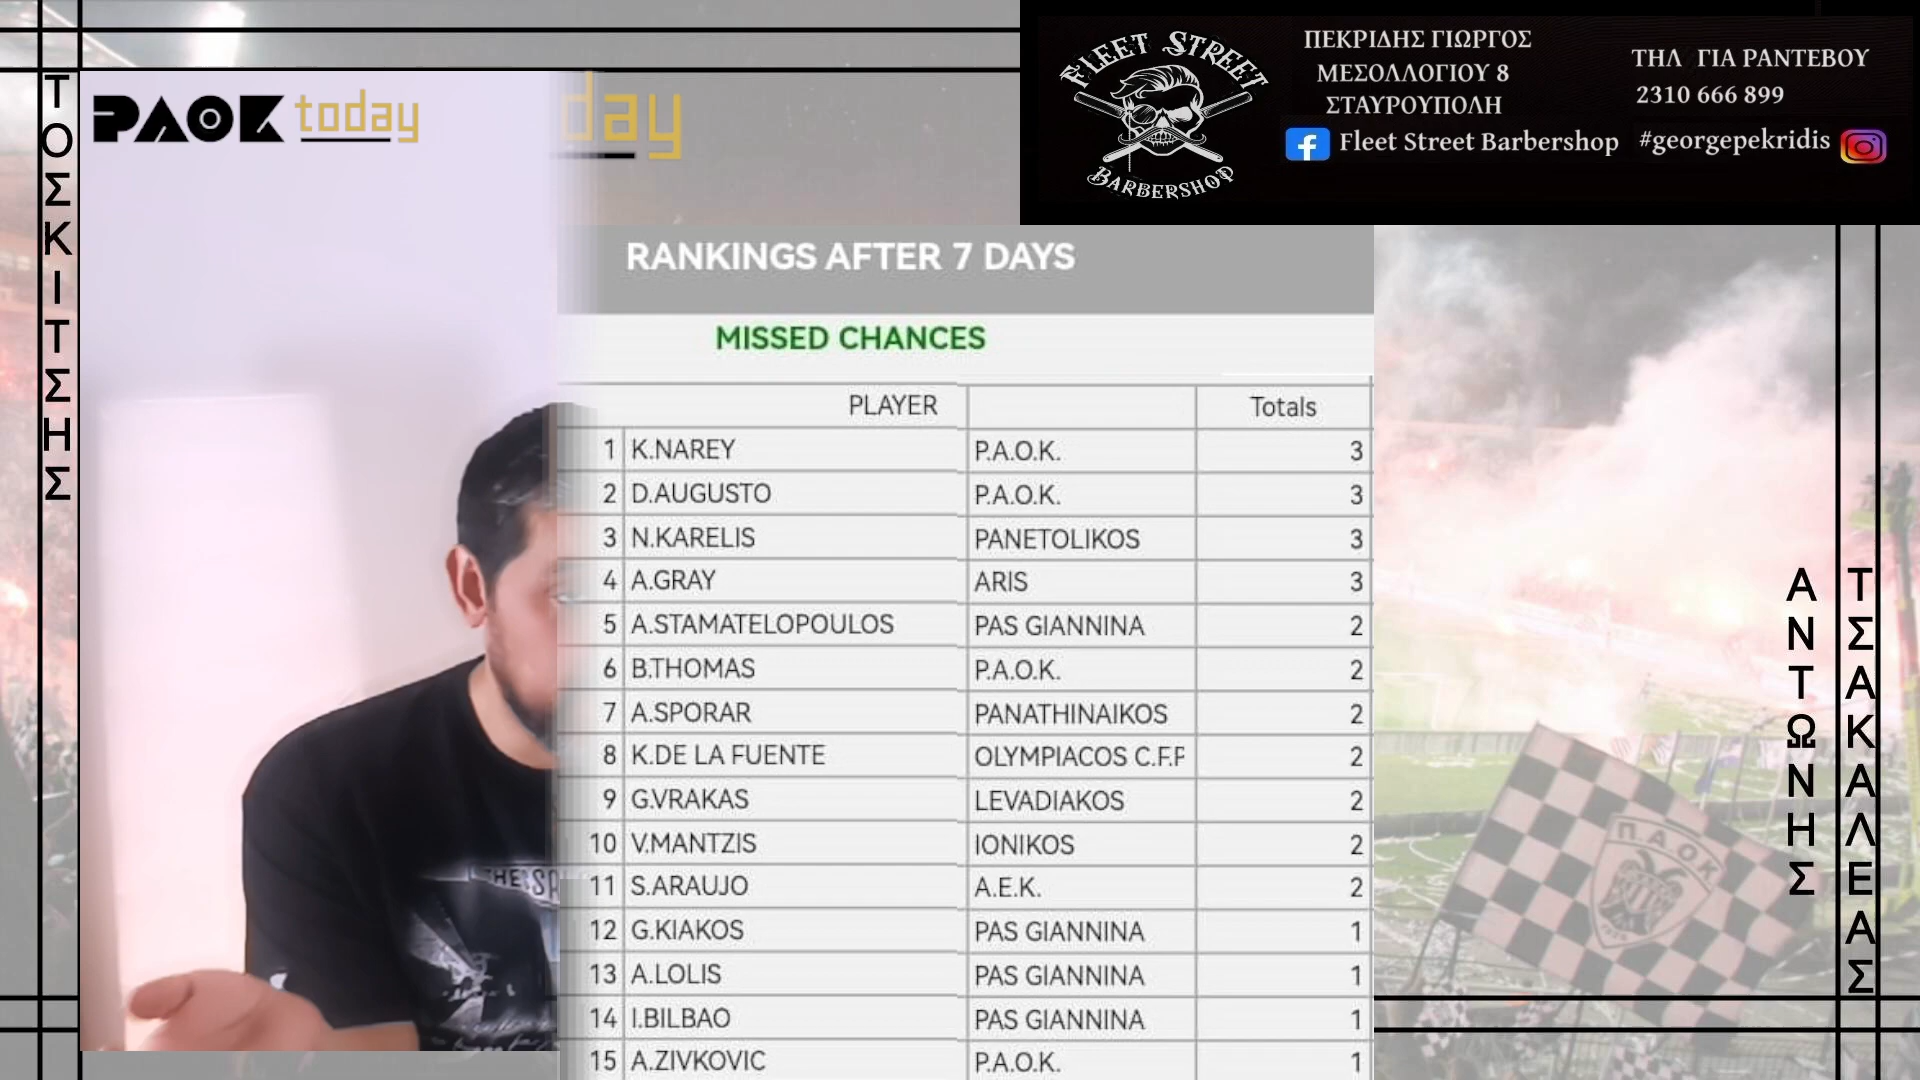 ΤΟΣΚΙΤΣΗΣ
PAOK today
day
FLEET STREET
BARBERSHOP
ΠΕΚΡΙΔΗΣ ΓΙΩΡΓΟΣ
ΜΕΣΟΛΛΟΓΙΟΥ 8
ΣΤΑΥΡΟΥΠΟΛΗ
ΤΗΛ ΓΙΑ ΡΑΝΤΕΒΟΥ
2310 666 899
Fleet Street Barbershop
#georgepekridis
RANKINGS AFTER 7 DAYS
MISSED CHANCES
PLAYER Totals
1 K.NAREY P.A.O.K. 3
2 D.AUGUSTO P.A.O.K. 3
3 N.KARELIS PANETOLIKOS 3
4 A.GRAY ARIS 3
5 A.STAMATELOPOULOS PAS GIANNINA 2
6 B.THOMAS P.A.O.K. 2
7 A.SPORAR PANATHINAIKOS 2
8 K.DE LA FUENTE OLYMPIACOS C.F.F 2
9 G.VRAKAS LEVADIAKOS 2
10 V.MANTZIS IONIKOS 2
11 S.ARAUJO A.E.K. 2
12 G.KIAKOS PAS GIANNINA 1
13 A.LOLIS PAS GIANNINA 1
14 I.BILBAO PAS GIANNINA 1
15 A.ZIVKOVIC P.A.O.K. 1
ΑΝΤΩΝΗΣ
ΤΣΑΚΑΛΕΑΣ
Π.Α.Ο.Κ